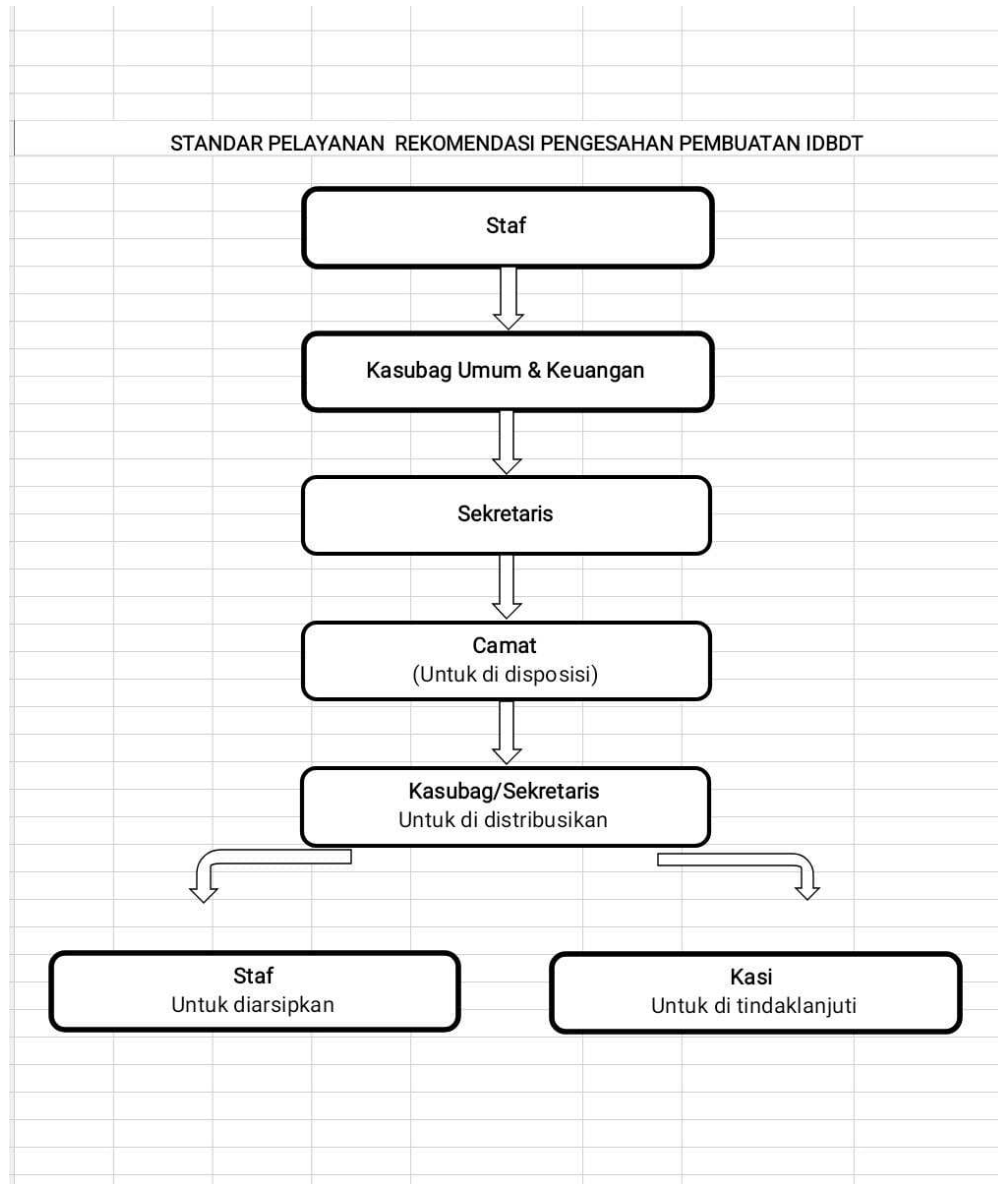 STANDAR PELAYANAN REKOMENDASI PENGESAHAN PEMBUATAN IDBDT
Staf
Kasubag Umum & Keuangan
Sekretaris
Camat
(Untuk di disposisi)
Kasubag/Sekretaris
Untuk di distribusikan
Staf
Untuk diarsipkan
Kasi
Untuk di tindaklanjuti